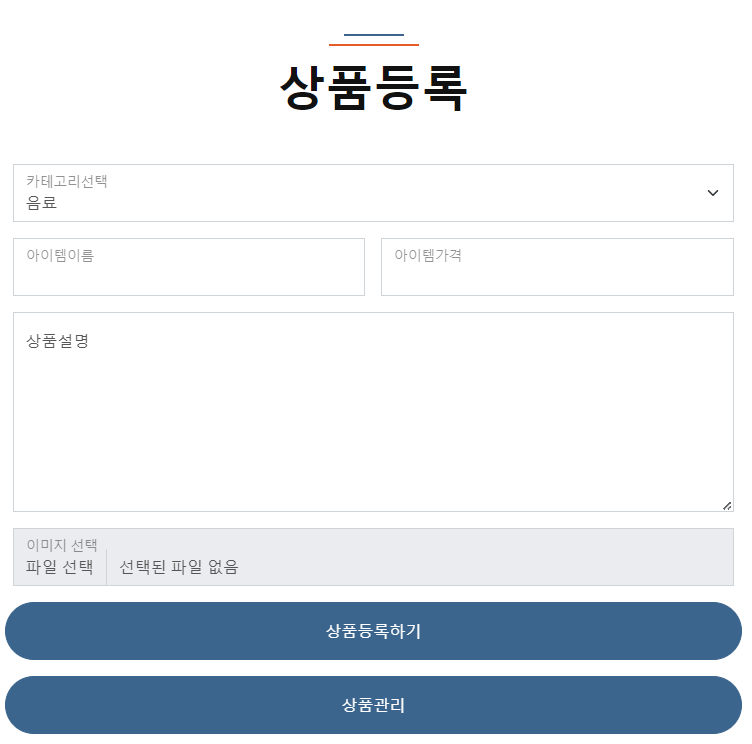 상품등록
카테고리선택
음료
아이템이름 아이템가격
상품설명
이미지 선택
파일 선택 선택된 파일 없음
상품등록하기
상품관리